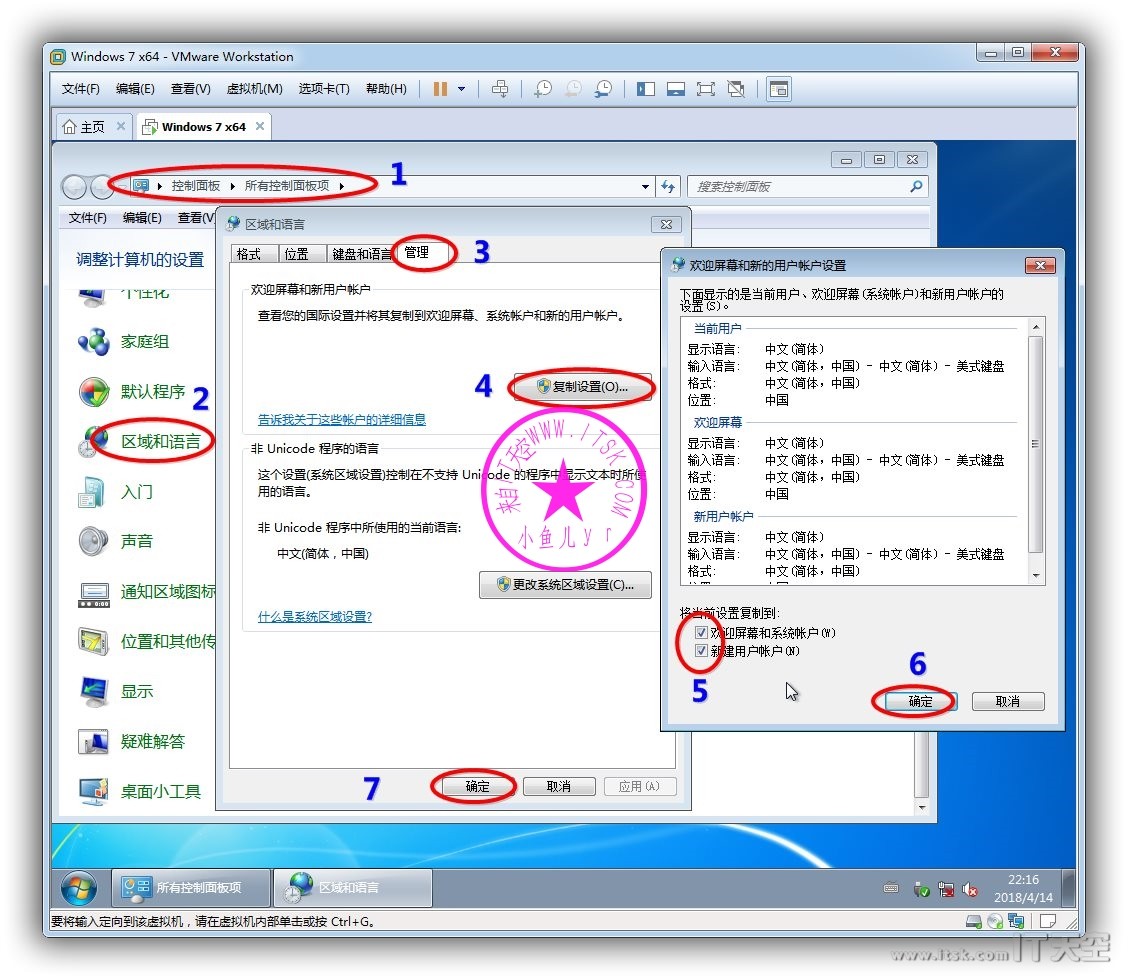 Windows 7 x64 - VMware Workstation
文件(F) 编辑(E) 查看(V) 虚拟机(M) 选项卡(T) 帮助(H)
主页 Windows 7 x64
控制面板 所有控制面板项 1 搜索控制面板
文件(F) 编辑(E) 查看(V
调整计算机的设置
个性化
家庭组
默认程序 2
区域和语言
入门
声音
通知区域图标
位置和其他传
显示
疑难解答
桌面小工具
区域和语言
格式 位置 键盘和语言 管理 3
欢迎屏幕和新用户帐户
查看您的国际设置并将其复制到欢迎屏幕、系统帐户和新的用户帐户。
4 复制设置(O)...
告诉我关于这些帐户的详细信息
非 Unicode 程序的语言
这个设置(系统区域设置)控制在不支持 Unicode 的程序中显示文本时所使
用的语言。
非 Unicode 程序中所使用的当前语言:
中文(简体，中国)
更改系统区域设置(C)...
什么是系统区域设置?
7 确定 取消 应用(A)
来自IT天空WWW.ITSK.COM
小鱼儿yr
欢迎屏幕和新的用户帐户设置
下面显示的是当前用户、欢迎屏幕(系统帐户)和新用户帐户的
设置(S)。
当前用户
显示语言: 中文(简体)
输入语言: 中文(简体，中国) - 中文(简体) - 美式键盘
格式: 中文(简体，中国)
位置: 中国
欢迎屏幕
显示语言: 中文(简体)
输入语言: 中文(简体，中国) - 中文(简体) - 美式键盘
格式: 中文(简体，中国)
位置: 中国
新用户帐户
显示语言: 中文(简体)
输入语言: 中文(简体，中国) - 中文(简体) - 美式键盘
格式: 中文(简体，中国)
将当前设置复制到:
欢迎屏幕和系统帐户(W)
新建用户帐户(N)
5 6
确定 取消
所有控制面板项 区域和语言
22:16
2018/4/14
要将输入定向到该虚拟机，请在虚拟机内部单击或按 Ctrl+G。
www.itsk.com IT天空